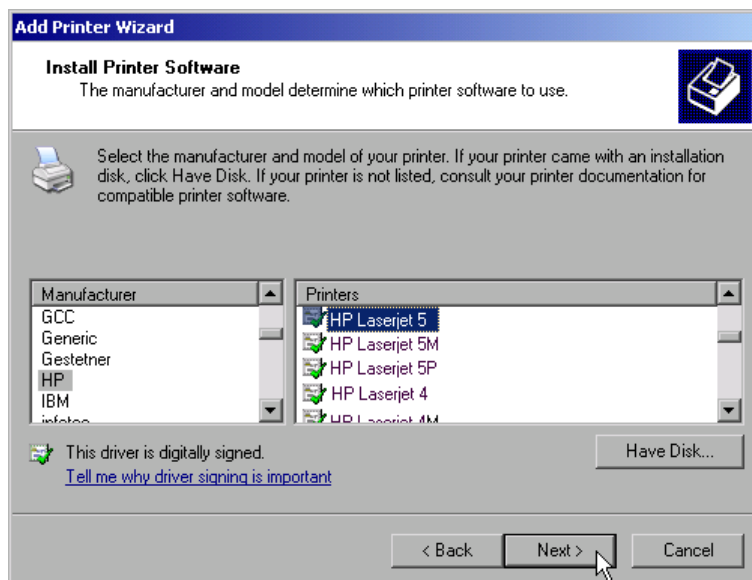 Add Printer Wizard
Install Printer Software
The manufacturer and model determine which printer software to use.
Select the manufacturer and model of your printer. If your printer came with an installation
disk, click Have Disk. If your printer is not listed, consult your printer documentation for
compatible printer software.
Manufacturer
GCC
Generic
Gestetner
HP
IBM
infotec
Printers
HP Laserjet 5
HP Laserjet 5M
HP Laserjet 5P
HP Laserjet 4
HP Laserjet 4M
This driver is digitally signed.
Tell me why driver signing is important
Have Disk...
< Back
Next >
Cancel